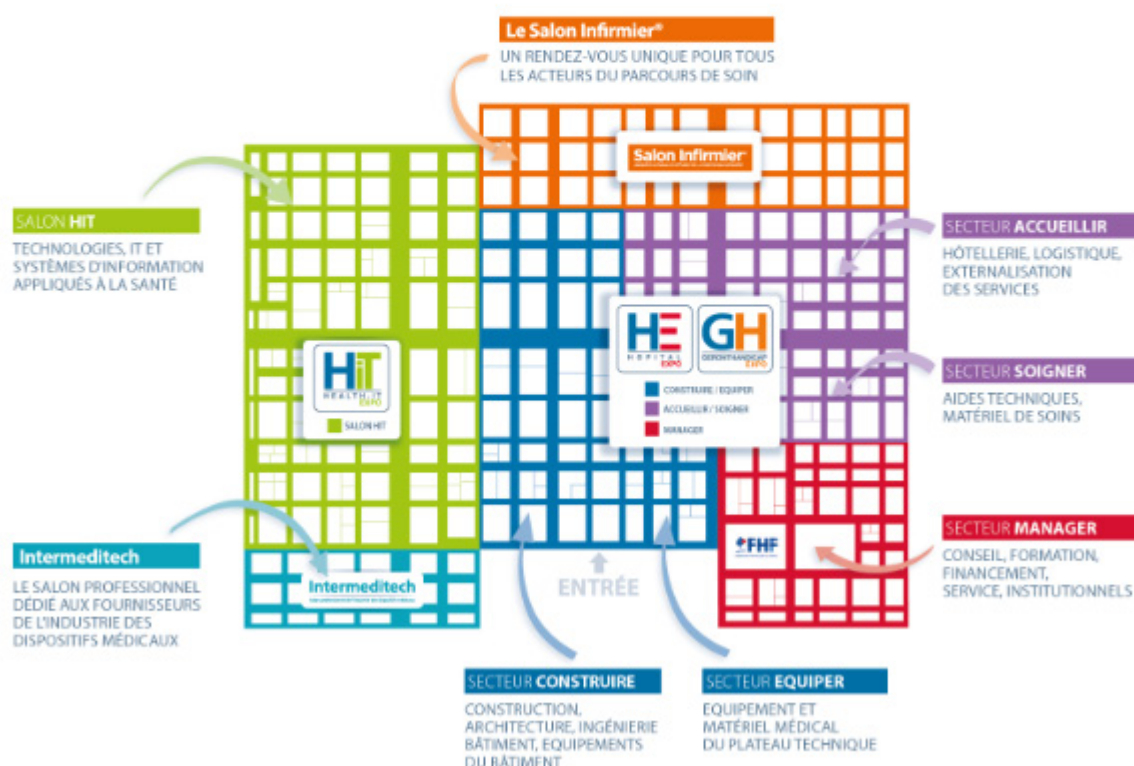 Le Salon Infirmier®
UN RENDEZ-VOUS UNIQUE POUR TOUS
LES ACTEURS DU PARCOURS DE SOIN
Salon Infirmier
SALON HIT
TECHNOLOGIES, IT ET
SYSTÈMES D'INFORMATION
APPLIQUÉS À LA SANTÉ
SECTEUR ACCUEILLIR
HÔTELLERIE, LOGISTIQUE,
EXTERNALISATION
DES SERVICES
HiT
HEALTH-IT
EXPO
SALON HIT
HE
HOPITAL
EXPO
GH
GERONTHANDICAP
EXPO
CONSTRUIRE / EQUIPER
ACCUEILLIR / SOIGNER
MANAGER
SECTEUR SOIGNER
AIDES TECHNIQUES,
MATÉRIEL DE SOINS
SECTEUR MANAGER
CONSEIL, FORMATION,
FINANCEMENT,
SERVICE, INSTITUTIONNELS
FHF
Intermeditech
LE SALON PROFESSIONNEL
DÉDIÉ AUX FOURNISSEURS
DE L'INDUSTRIE DES
DISPOSITIFS MÉDICAUX
Intermeditech
ENTRÉE
SECTEUR CONSTRUIRE
CONSTRUCTION,
ARCHITECTURE, INGÉNIERIE
BÂTIMENT, EQUIPEMENTS
DU BÂTIMENT
SECTEUR EQUIPER
EQUIPEMENT ET
MATÉRIEL MÉDICAL
DU PLATEAU TECHNIQUE